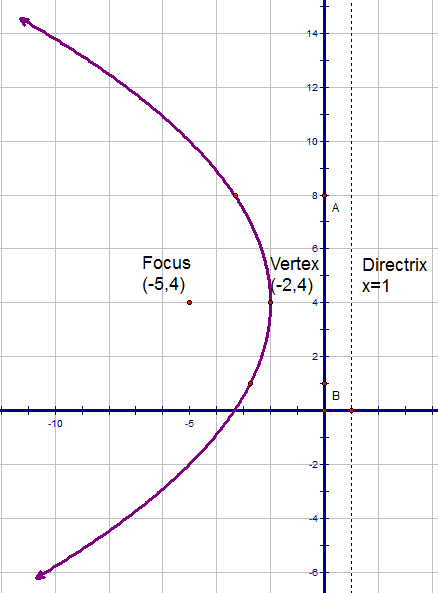 14
12
10
8
A
6
Focus
(-5,4)
Vertex
(-2,4)
Directrix
x=1
4
2
B
-10
-5
-2
-4
-6